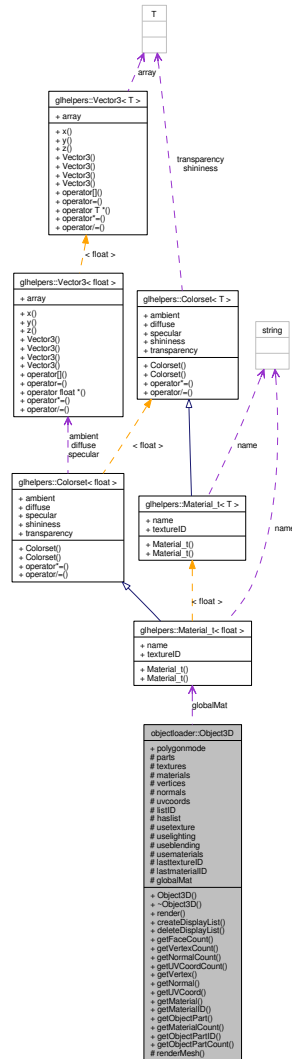 T
array
glhelpers::Vector3< T >
+ array
+ x()
+ y()
+ z()
+ Vector3()
+ Vector3()
+ Vector3()
+ Vector3()
+ operator[]()
+ operator=()
+ operator T *()
+ operator*=()
+ operator/=()
transparency
shininess
< float >
glhelpers::Vector3< float >
+ array
+ x()
+ y()
+ z()
+ Vector3()
+ Vector3()
+ Vector3()
+ Vector3()
+ operator[]()
+ operator=()
+ operator float *()
+ operator*=()
+ operator/=()
glhelpers::Colorset< T >
+ ambient
+ diffuse
+ specular
+ shininess
+ transparency
+ Colorset()
+ Colorset()
+ operator*=()
+ operator/=()
string
ambient
diffuse
specular
< float >
name
name
glhelpers::Colorset< float >
+ ambient
+ diffuse
+ specular
+ shininess
+ transparency
+ Colorset()
+ Colorset()
+ operator*=()
+ operator/=()
glhelpers::Material_t< T >
+ name
+ textureID
+ Material_t()
+ Material_t()
< float >
glhelpers::Material_t< float >
+ name
+ textureID
+ Material_t()
+ Material_t()
globalMat
objectloader::Object3D
+ polygonmode
# parts
# textures
# materials
# vertices
# normals
# uvcoords
# listID
# haslist
# usetexture
# uselighting
# useblending
# usematerials
# lasttextureID
# lastmaterialID
# globalMat
+ Object3D()
+ ~Object3D()
+ render()
+ createDisplayList()
+ deleteDisplayList()
+ getFaceCount()
+ getVertexCount()
+ getNormalCount()
+ getUVCoordCount()
+ getVertex()
+ getNormal()
+ getUVCoord()
+ getMaterial()
+ getMaterialID()
+ getObjectPart()
+ getMaterialCount()
+ getObjectPartID()
+ getObjectPartCount()
# renderMesh()